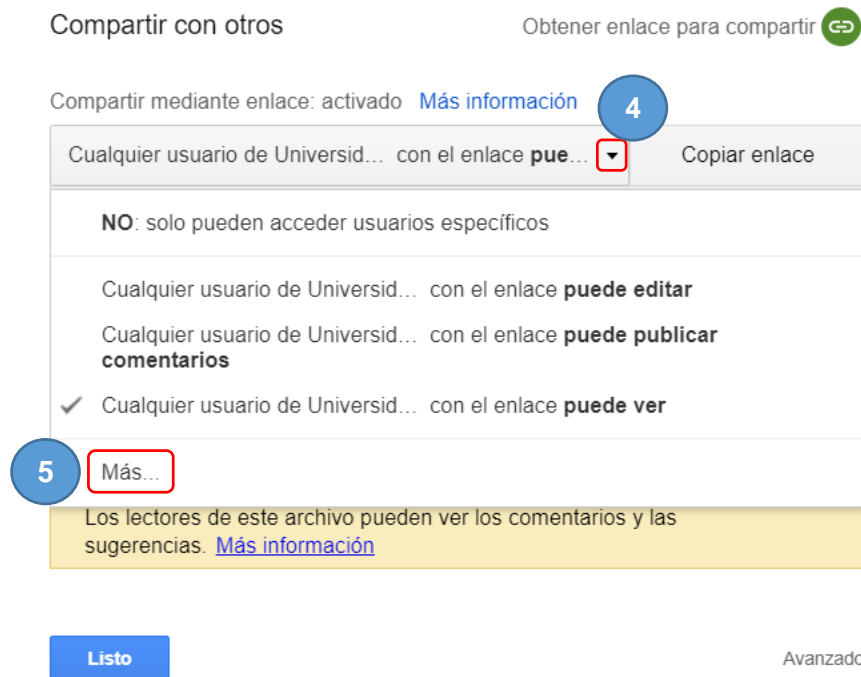 Compartir con otros
Obtener enlace para compartir
Compartir mediante enlace: activado Más información
4
Cualquier usuario de Universid... con el enlace pue...
Copiar enlace
NO: solo pueden acceder usuarios específicos
Cualquier usuario de Universid... con el enlace puede editar
Cualquier usuario de Universid... con el enlace puede publicar
comentarios
Cualquier usuario de Universid... con el enlace puede ver
5
Más...
Los lectores de este archivo pueden ver los comentarios y las
sugerencias. Más información
Listo
Avanzado